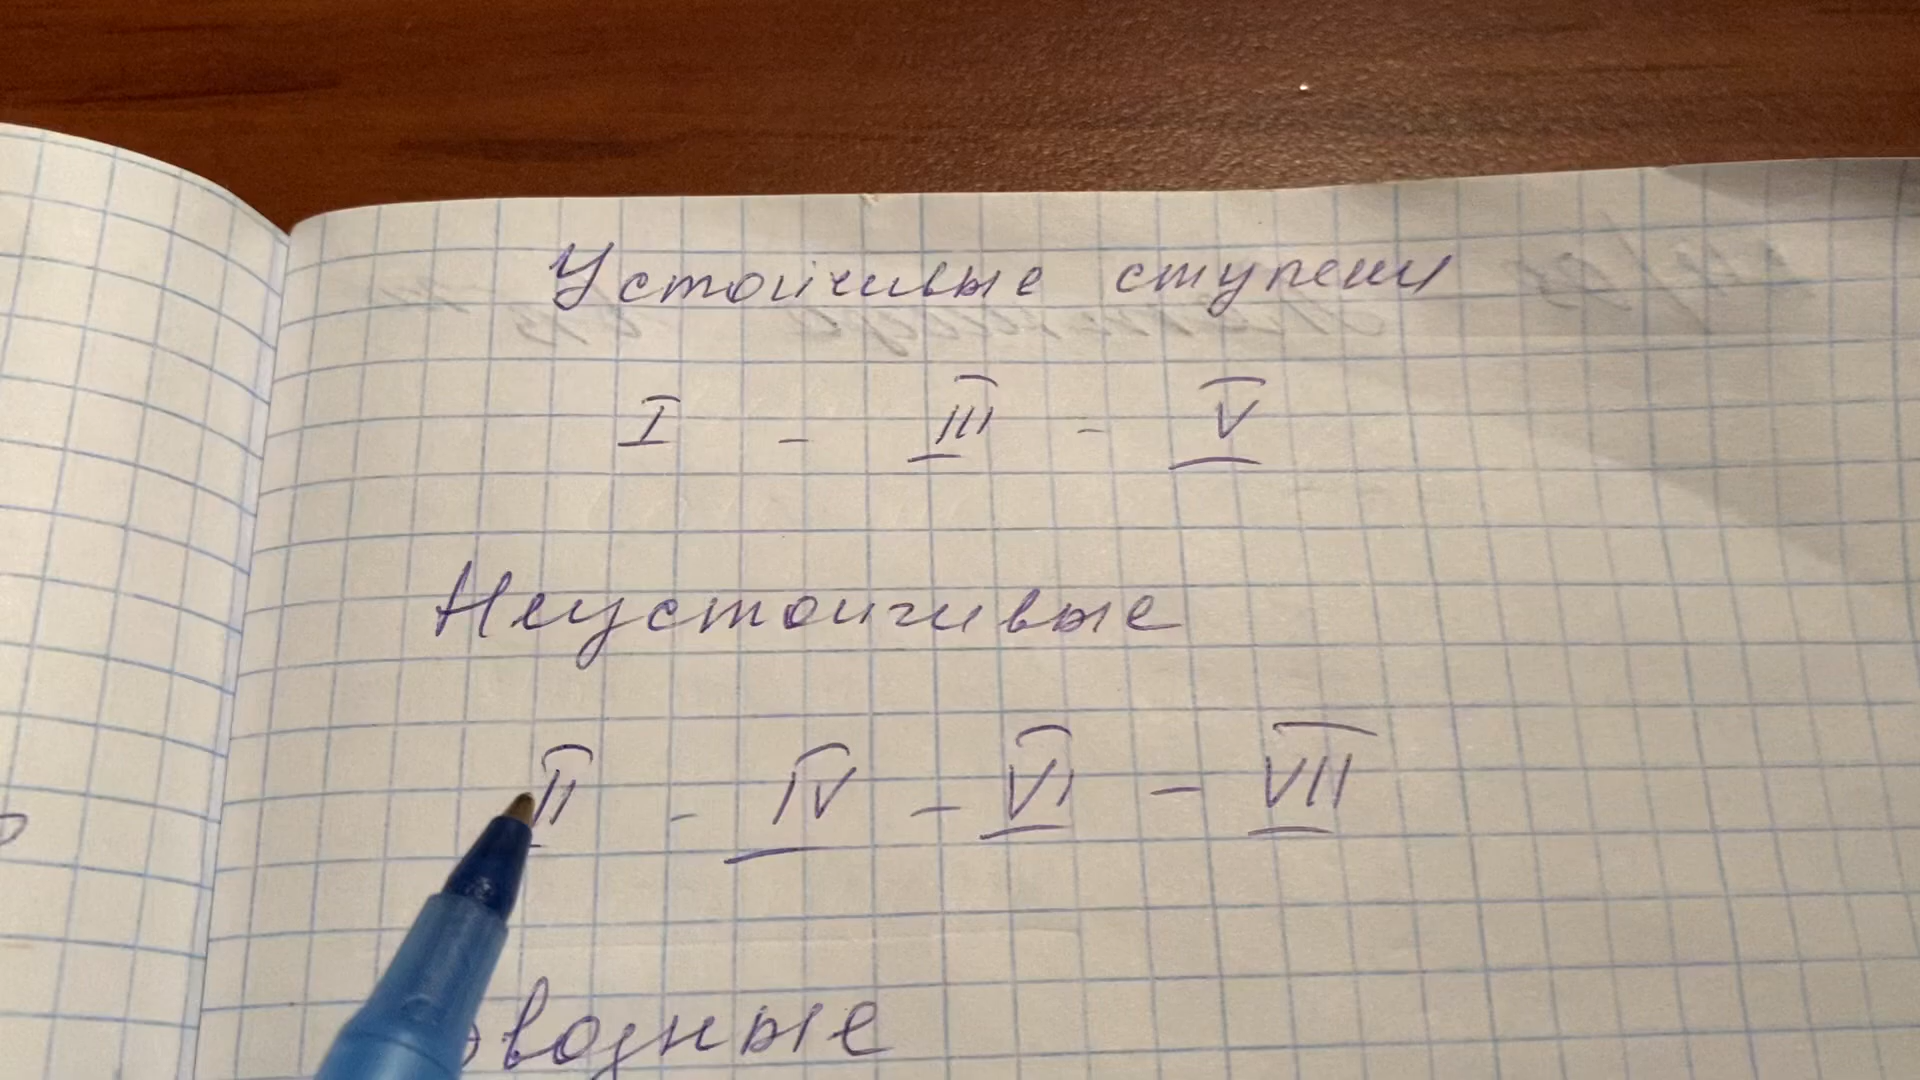 Устойчивые ступени
I - III - V
Неустойчивые
II - IV - VI - VII